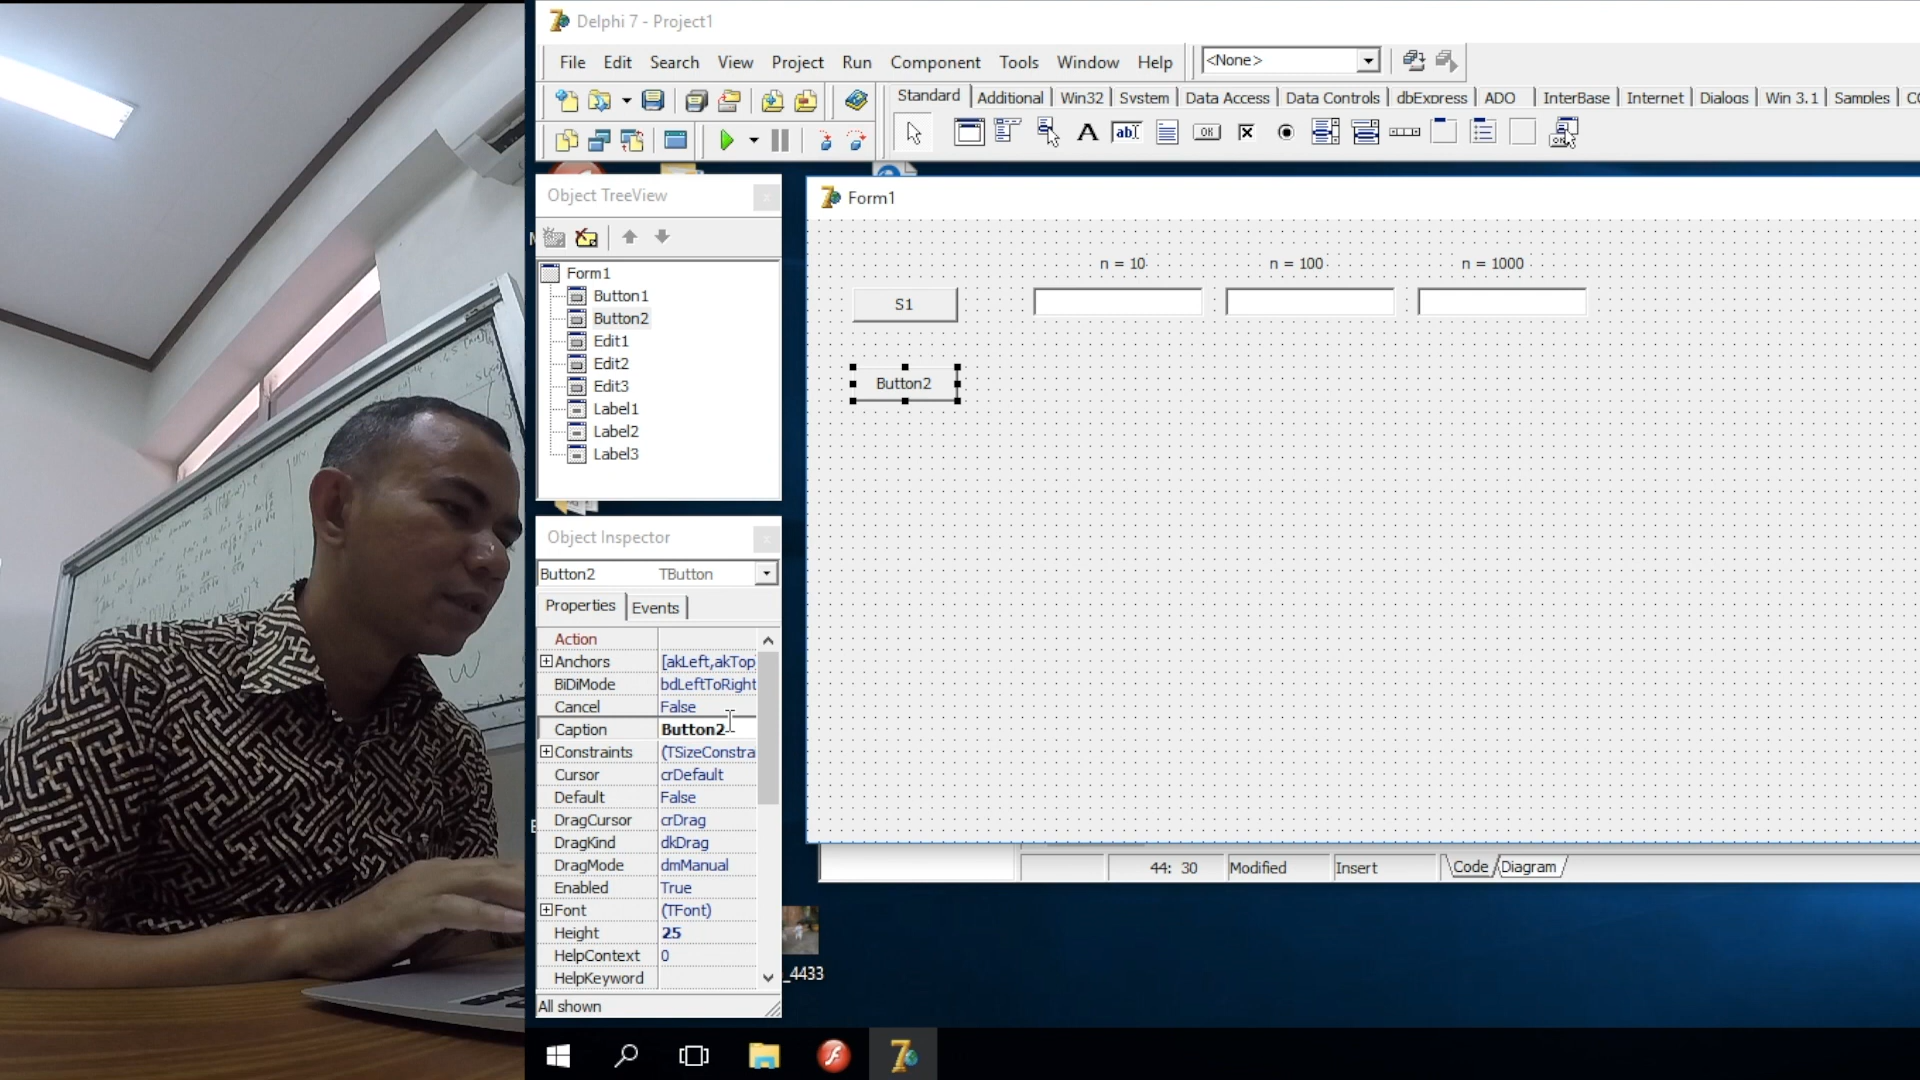 Delphi 7 - Project1
File Edit Search View Project Run Component Tools Window Help <None>
Standard Additional Win32 System Data Access Data Controls dbExpress ADO InterBase Internet Dialogs Win 3.1 Samples
Object TreeView
Form1
Button1
Button2
Edit1
Edit2
Edit3
Label1
Label2
Label3
Form1
n = 10 n = 100 n = 1000
S1
Button2
Object Inspector
Button2 TButton
Properties Events
Action
Anchors [akLeft,akTop
BiDiMode bdLeftToRight
Cancel False
Caption Button2
Constraints (TSizeConstra
Cursor crDefault
Default False
DragCursor crDrag
DragKind dkDrag
DragMode dmManual
Enabled True
Font (TFont)
Height 25
HelpContext 0
HelpKeyword
All shown
44: 30 Modified Insert Code Diagram
_4433